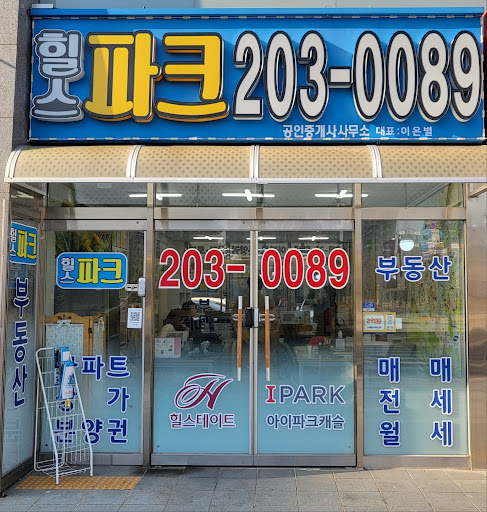 힐스 파크 203-0089
공인중개사사무소 대표:이은별
힐스 파크
203-0089
부동산
힐스 파크
부동산
아파트
상가
분양권
힐스테이트
IPARK
아이파크캐슬
매매
전세
월세